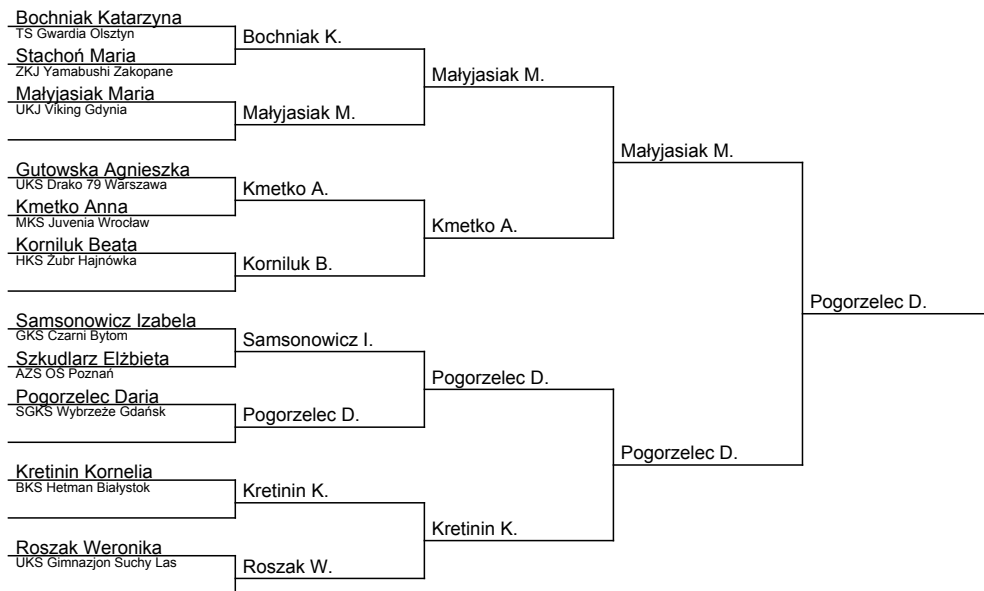 Bochniak Katarzyna
TS Gwardia Olsztyn
Bochniak K.
Stachoń Maria
ZKJ Yamabushi Zakopane
Małyjasiak M.
Małyjasiak Maria
UKJ Viking Gdynia
Małyjasiak M.
Małyjasiak M.
Gutowska Agnieszka
UKS Drako 79 Warszawa
Kmetko A.
Kmetko Anna
MKS Juvenia Wrocław
Kmetko A.
Korniluk Beata
HKS Żubr Hajnówka
Korniluk B.
Pogorzelec D.
Samsonowicz Izabela
GKS Czarni Bytom
Samsonowicz I.
Szkudlarz Elżbieta
AZS OŚ Poznań
Pogorzelec D.
Pogorzelec Daria
SGKS Wybrzeże Gdańsk
Pogorzelec D.
Pogorzelec D.
Kretinin Kornelia
BKS Hetman Białystok
Kretinin K.
Kretinin K.
Roszak Weronika
UKS Gimnazjon Suchy Las
Roszak W.